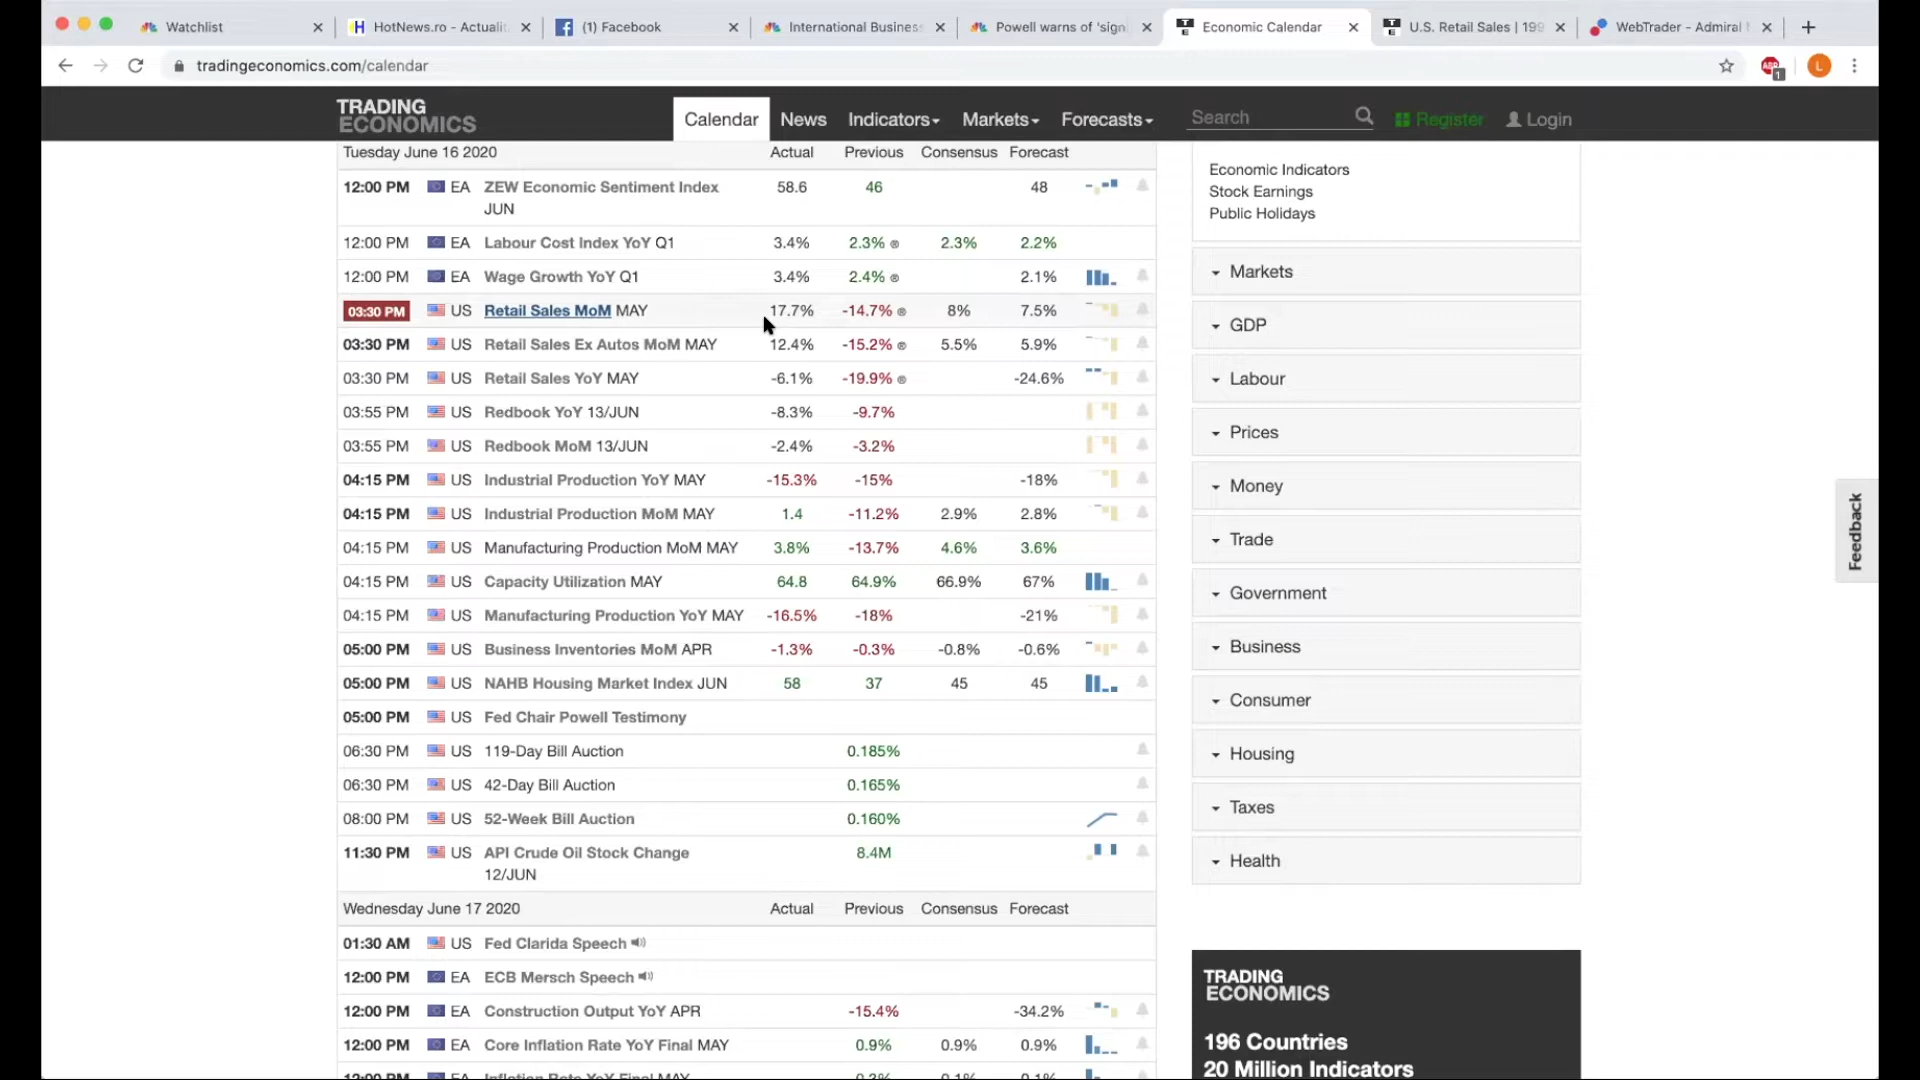 Watchlist
HotNews.ro - Actualit
(1) Facebook
International Business
Powell warns of 'sign
Economic Calendar
U.S. Retail Sales | 199
WebTrader - Admiral
tradingeconomics.com/calendar
ABP
1
L
TRADING
ECONOMICS
Calendar
News
Indicators
Markets
Forecasts
Search
Register
Login
Tuesday June 16 2020 Actual Previous Consensus Forecast
12:00 PM EA ZEW Economic Sentiment Index 58.6 46 48
JUN
12:00 PM EA Labour Cost Index YoY Q1 3.4% 2.3% ® 2.3% 2.2%
12:00 PM EA Wage Growth YoY Q1 3.4% 2.4% ® 2.1%
03:30 PM US Retail Sales MoM MAY 17.7% -14.7% ® 8% 7.5%
03:30 PM US Retail Sales Ex Autos MoM MAY 12.4% -15.2% ® 5.5% 5.9%
03:30 PM US Retail Sales YoY MAY -6.1% -19.9% ® -24.6%
03:55 PM US Redbook YoY 13/JUN -8.3% -9.7%
03:55 PM US Redbook MoM 13/JUN -2.4% -3.2%
04:15 PM US Industrial Production YoY MAY -15.3% -15% -18%
04:15 PM US Industrial Production MoM MAY 1.4 -11.2% 2.9% 2.8%
04:15 PM US Manufacturing Production MoM MAY 3.8% -13.7% 4.6% 3.6%
04:15 PM US Capacity Utilization MAY 64.8 64.9% 66.9% 67%
04:15 PM US Manufacturing Production YoY MAY -16.5% -18% -21%
05:00 PM US Business Inventories MoM APR -1.3% -0.3% -0.8% -0.6%
05:00 PM US NAHB Housing Market Index JUN 58 37 45 45
05:00 PM US Fed Chair Powell Testimony
06:30 PM US 119-Day Bill Auction 0.185%
06:30 PM US 42-Day Bill Auction 0.165%
08:00 PM US 52-Week Bill Auction 0.160%
11:30 PM US API Crude Oil Stock Change 8.4M
12/JUN
Wednesday June 17 2020 Actual Previous Consensus Forecast
01:30 AM US Fed Clarida Speech
12:00 PM EA ECB Mersch Speech
12:00 PM EA Construction Output YoY APR -15.4% -34.2%
12:00 PM EA Core Inflation Rate YoY Final MAY 0.9% 0.9% 0.9%
12:00 PM EA Inflation Rate YoY Final MAY 0.3% 0.1% 0.1%
Economic Indicators
Stock Earnings
Public Holidays
Markets
GDP
Labour
Prices
Money
Trade
Government
Business
Consumer
Housing
Taxes
Health
TRADING
ECONOMICS
196 Countries
20 Million Indicators
Feedback